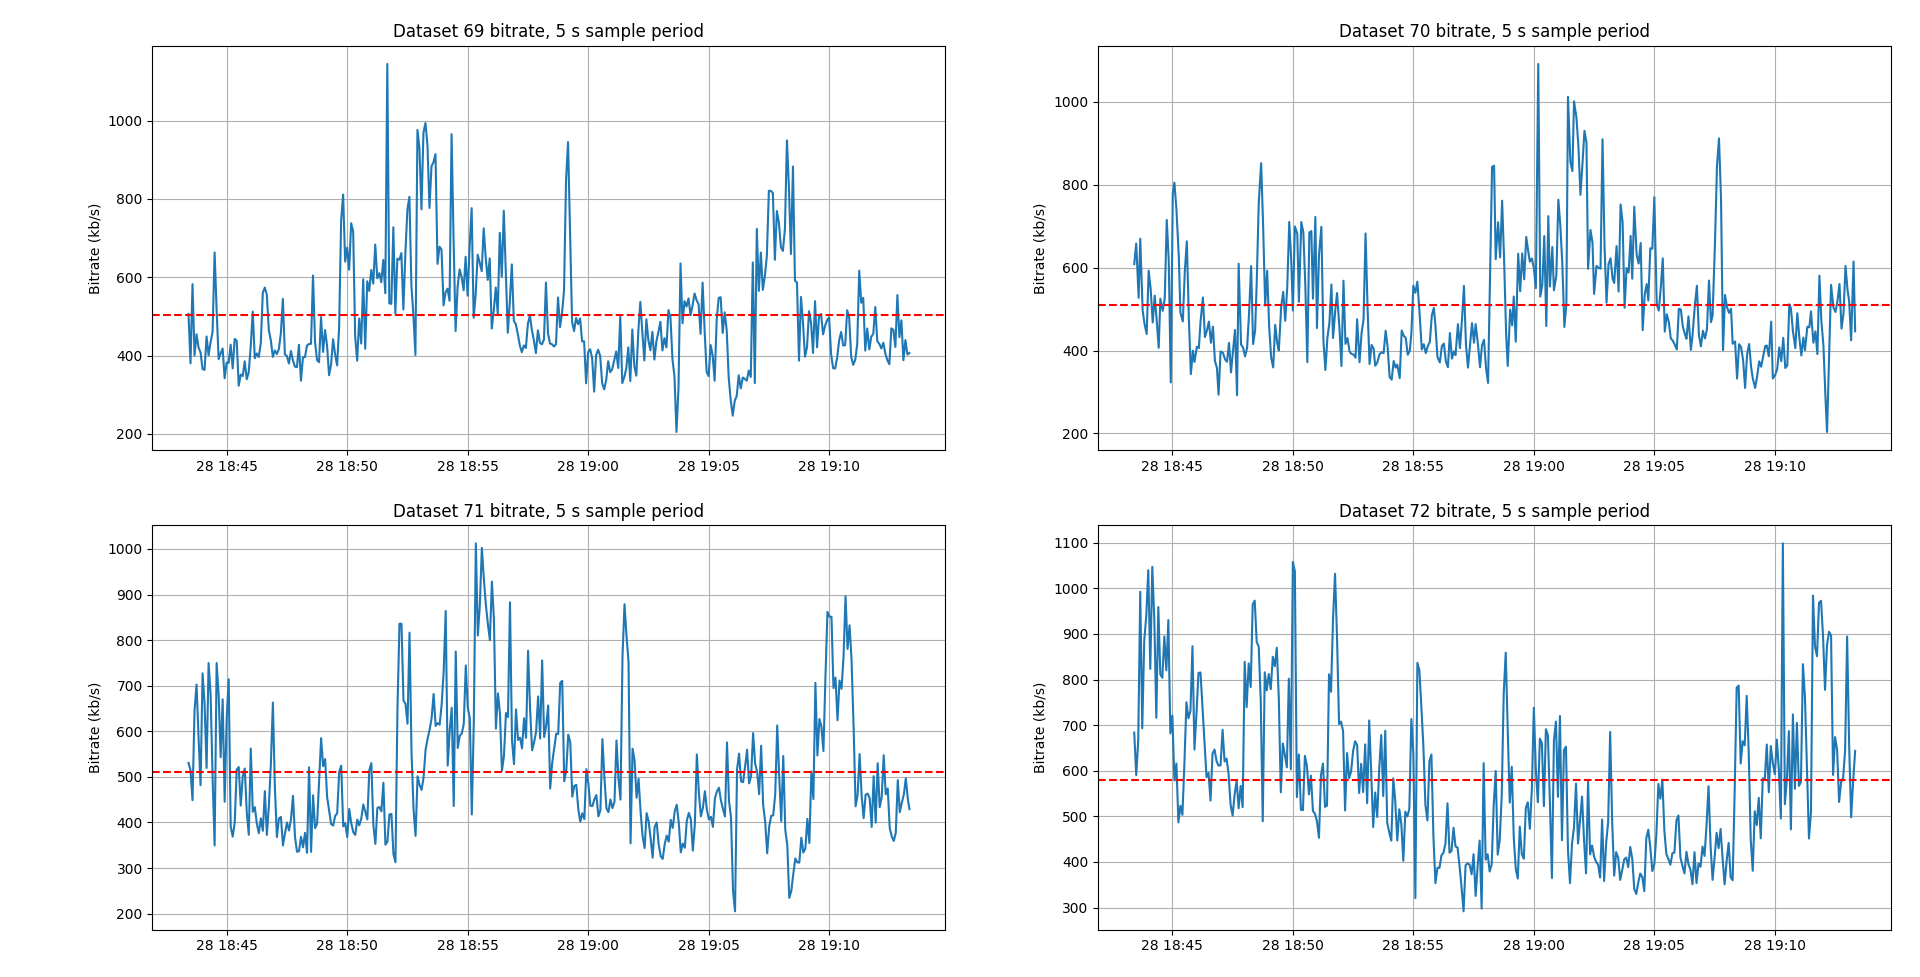 Dataset 69 bitrate, 5 s sample period
Bitrate (kb/s)
1000
800
600
400
200
28 18:45 28 18:50 28 18:55 28 19:00 28 19:05 28 19:10
Dataset 70 bitrate, 5 s sample period
Bitrate (kb/s)
1000
800
600
400
200
28 18:45 28 18:50 28 18:55 28 19:00 28 19:05 28 19:10
Dataset 71 bitrate, 5 s sample period
Bitrate (kb/s)
1000
900
800
700
600
500
400
300
200
28 18:45 28 18:50 28 18:55 28 19:00 28 19:05 28 19:10
Dataset 72 bitrate, 5 s sample period
Bitrate (kb/s)
1100
1000
900
800
700
600
500
400
300
28 18:45 28 18:50 28 18:55 28 19:00 28 19:05 28 19:10